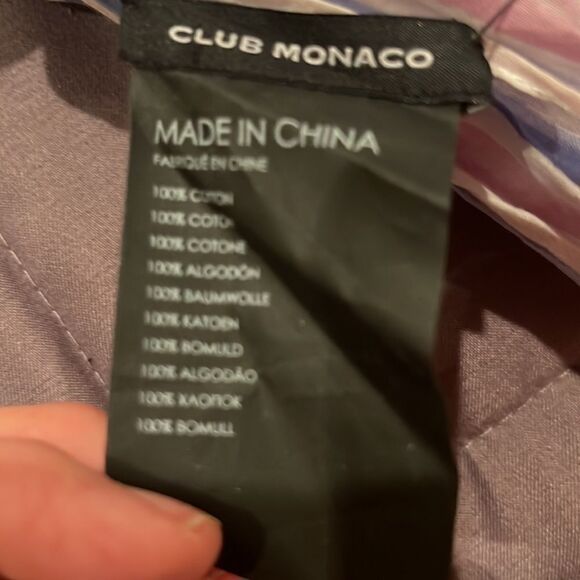 CLUB MONACO
MADE IN CHINA
FABRIQUÉ EN CHINE
100% COTTON
100% COTON
100% COTONE
100% ALGODÓN
100% BAUMWOLLE
100% KATOEN
100% BOMULD
100% ALGODÃO
100% ХЛОПОК
100% BOMULL